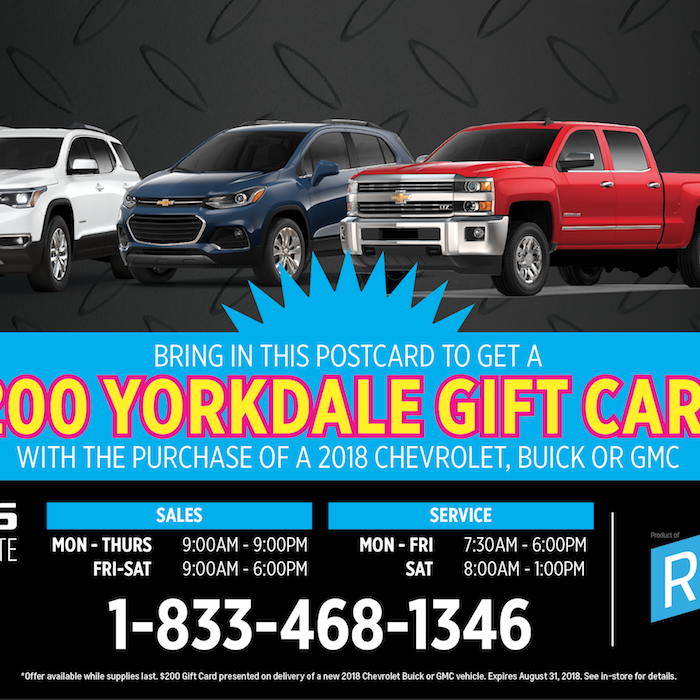 BRING IN THIS POSTCARD TO GET A
200 YORKDALE GIFT CAR
WITH THE PURCHASE OF A 2018 CHEVROLET, BUICK OR GMC
S
TE
SALES
MON - THURS 9:00AM - 9:00PM
FRI-SAT 9:00AM - 6:00PM
SERVICE
MON - FRI 7:30AM - 6:00PM
SAT 8:00AM - 1:00PM
1-833-468-1346
Product of
R
*Offer available while supplies last. $200 Gift Card presented on delivery of a new 2018 Chevrolet Buick or GMC vehicle. Expires August 31, 2018. See in-store for details.